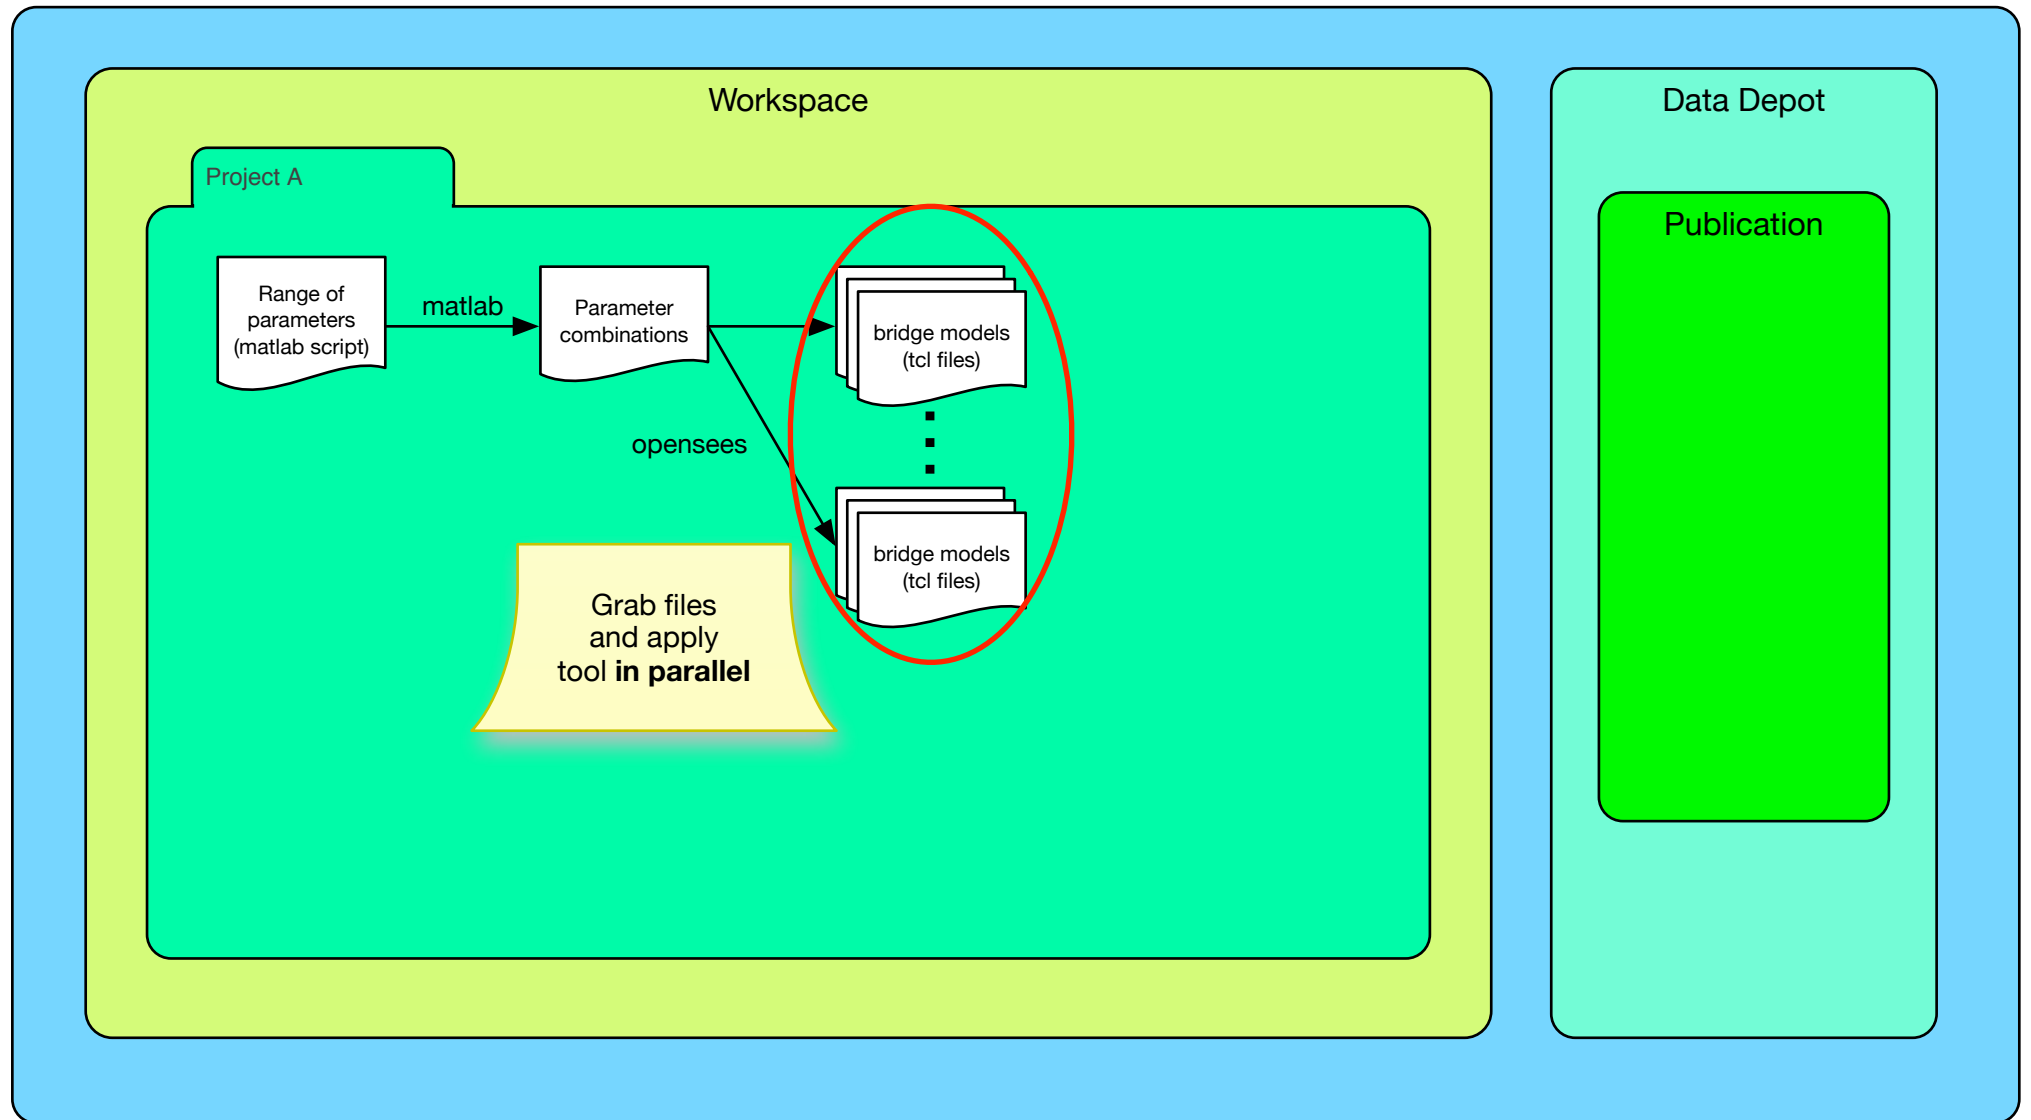 Workspace
Data Depot
Project A
Publication
Range of
parameters
(matlab script)
matlab
Parameter
combinations
bridge models
(tcl files)
opensees
bridge models
(tcl files)
Grab files
and apply
tool in parallel